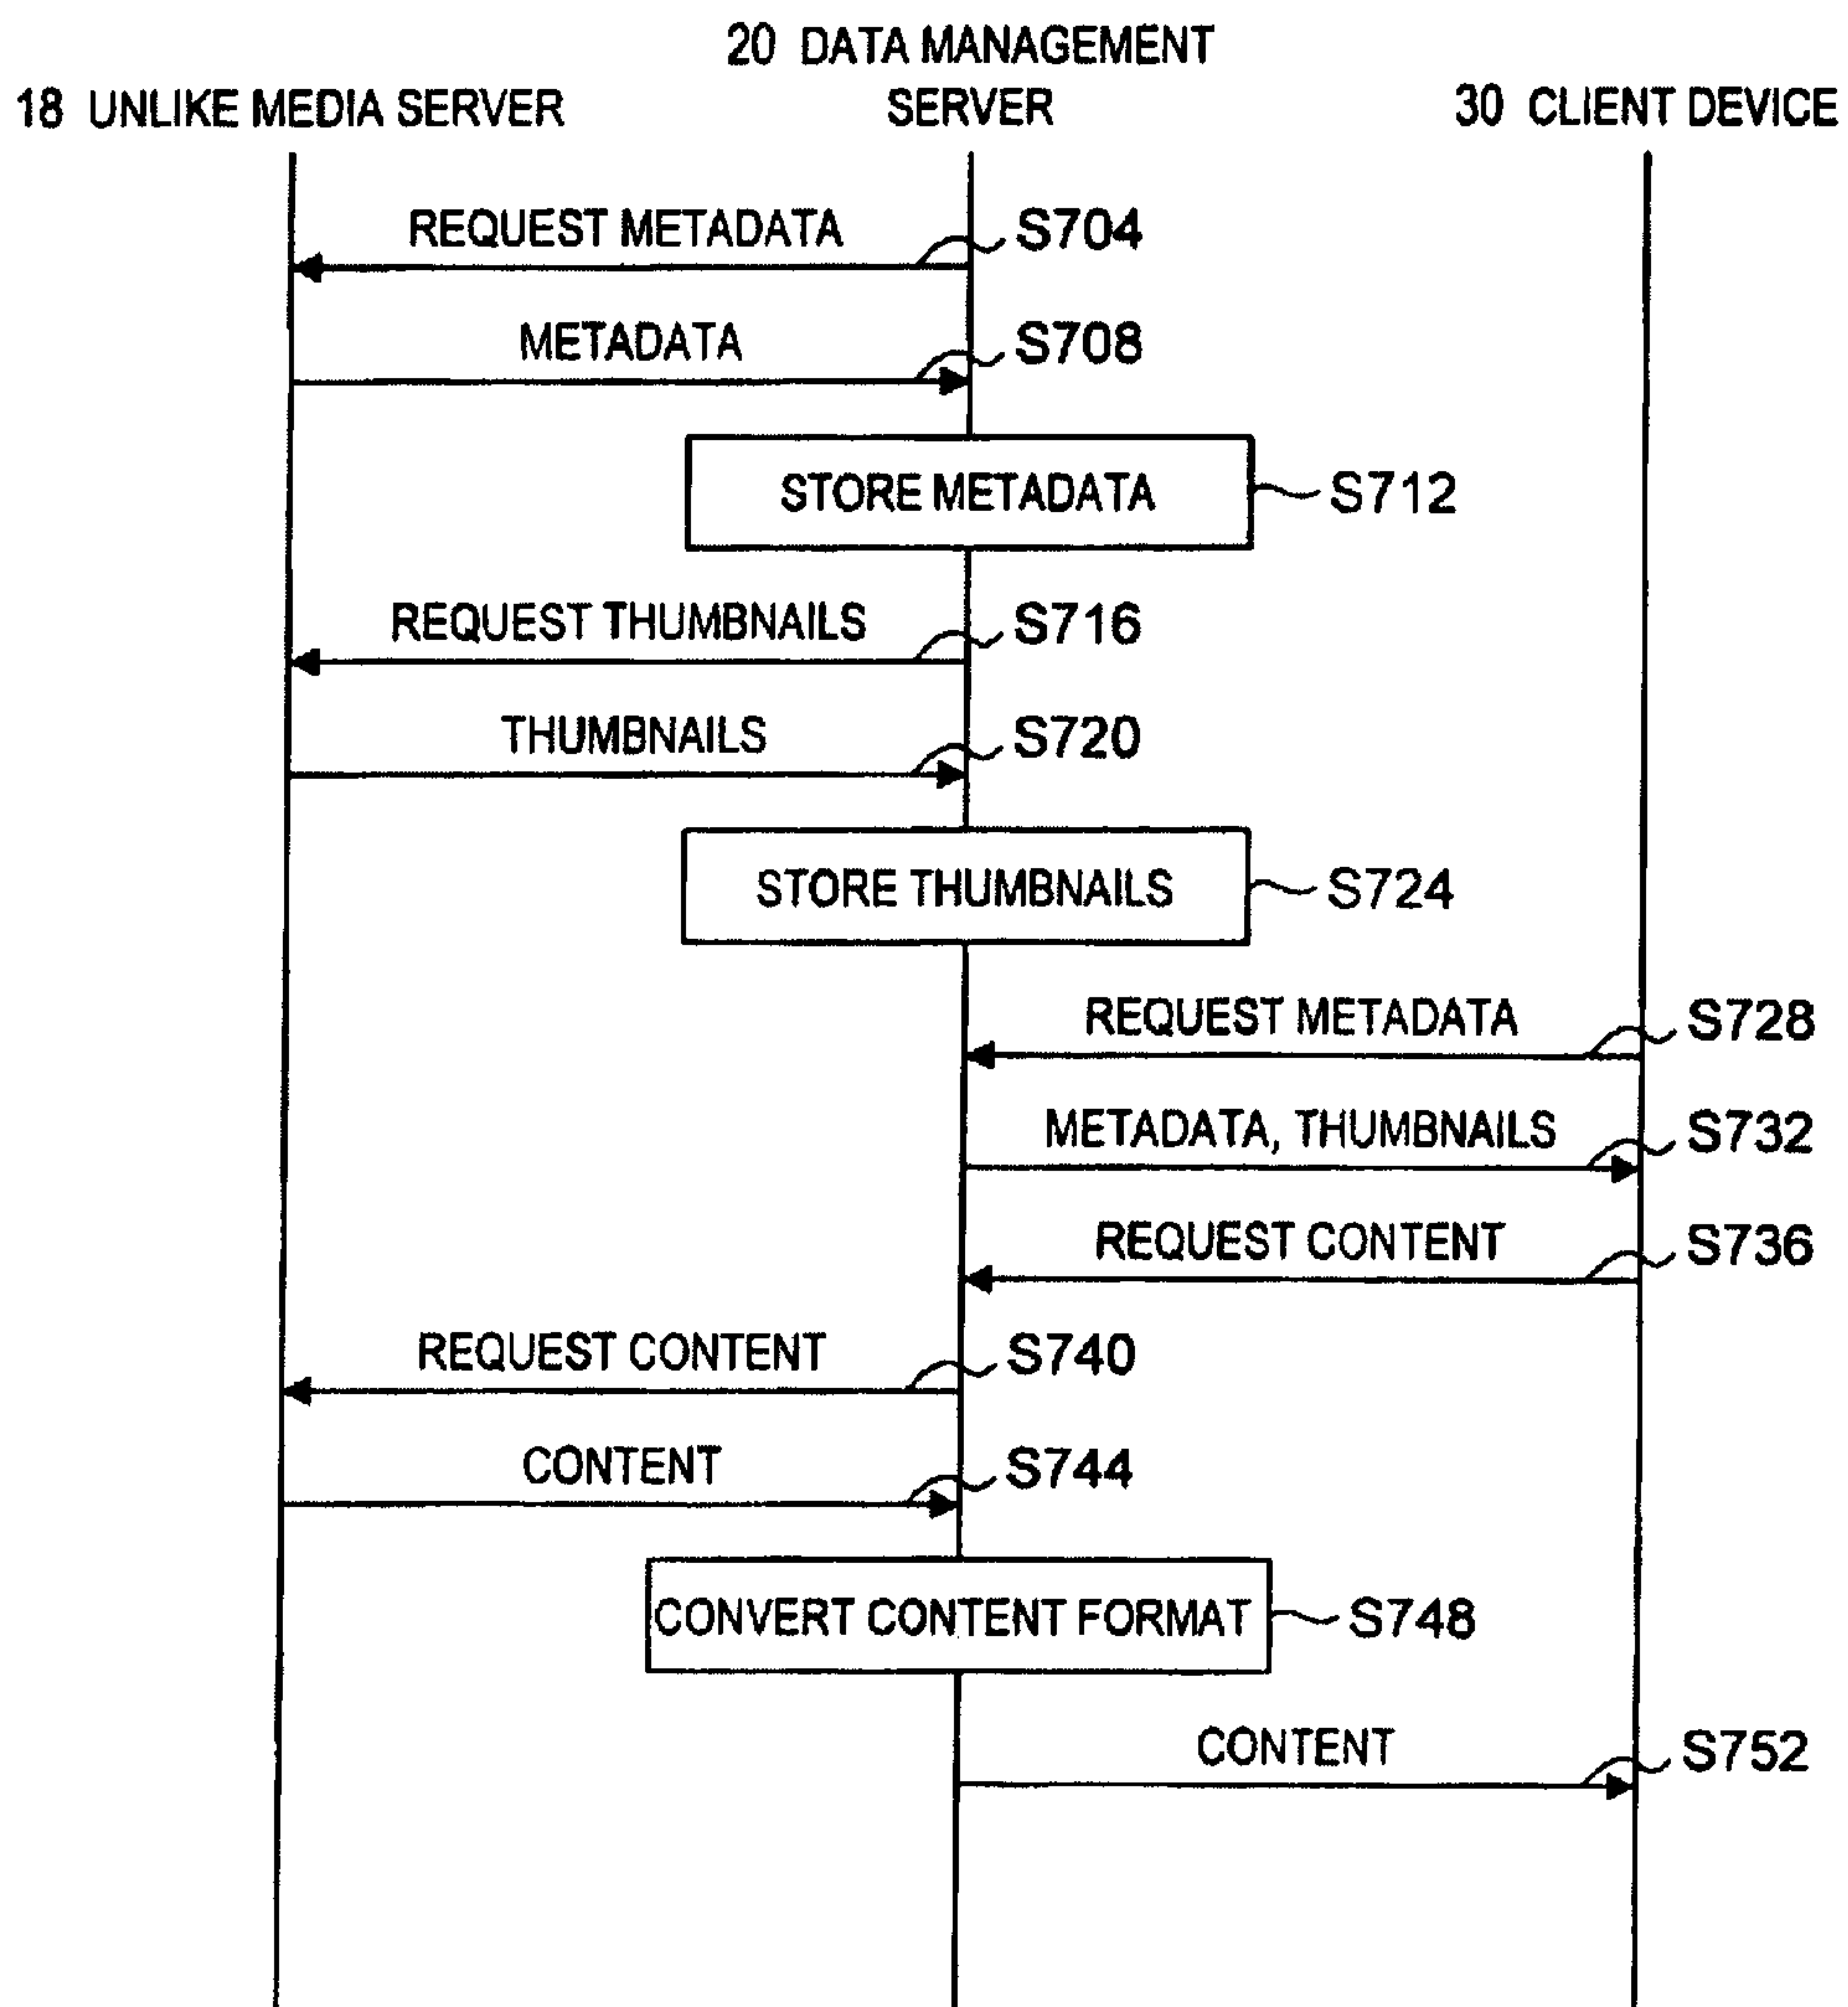 20 DATA MANAGEMENT
SERVER
18 UNLIKE MEDIA SERVER
30 CLIENT DEVICE
REQUEST METADATA
S704
METADATA
S708
STORE METADATA
S712
REQUEST THUMBNAILS
S716
THUMBNAILS
S720
STORE THUMBNAILS
S724
REQUEST METADATA
S728
METADATA, THUMBNAILS
S732
REQUEST CONTENT
S736
REQUEST CONTENT
S740
CONTENT
S744
CONVERT CONTENT FORMAT
S748
CONTENT
S752